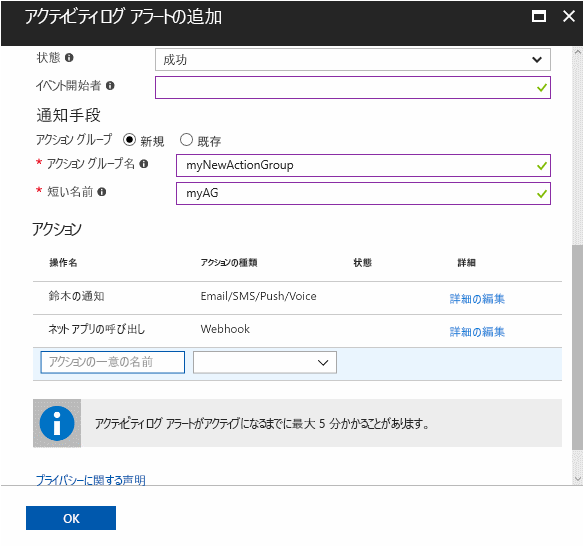 アクティビティログ アラートの追加
状態
成功
イベント開始者
通知手段
アクション グループ 新規 既存
* アクション グループ名 myNewActionGroup
* 短い名前 myAG
アクション
操作名 アクションの種類 状態 詳細
鈴木の通知 Email/SMS/Push/Voice 詳細の編集
ネット アプリの呼び出し Webhook 詳細の編集
アクションの一意の名前
アクティビティログ アラートがアクティブになるまでに最大 5 分かかることがあります。
プライバシーに関する声明
OK